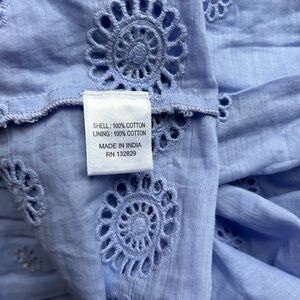 SHELL : 100% COTTON
LINING : 100% COTTON
MADE IN INDIA
RN 132829